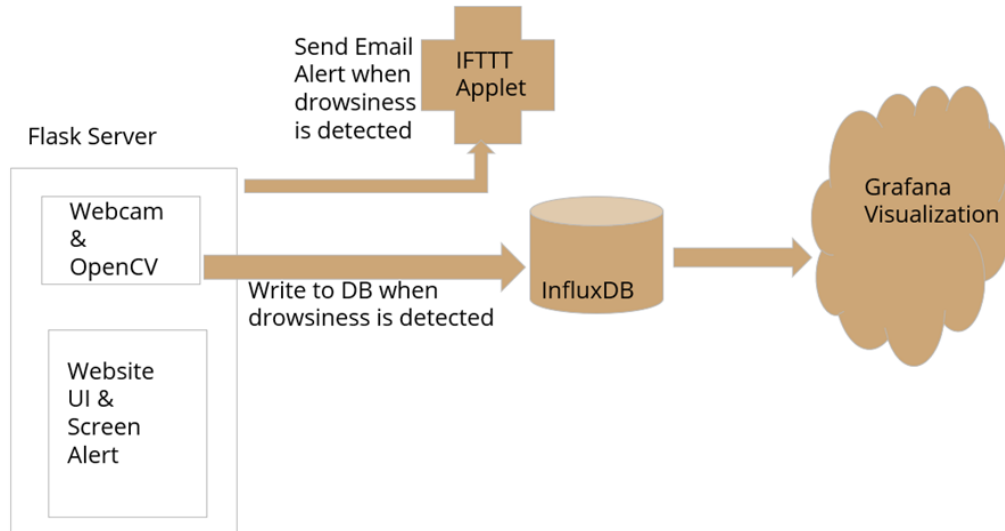 Send Email
Alert when
drowsiness
is detected
IFTTT
Applet
Flask Server
Webcam
&
OpenCV
Grafana
Visualization
InfluxDB
Write to DB when
drowsiness is detected
Website
UI &
Screen
Alert